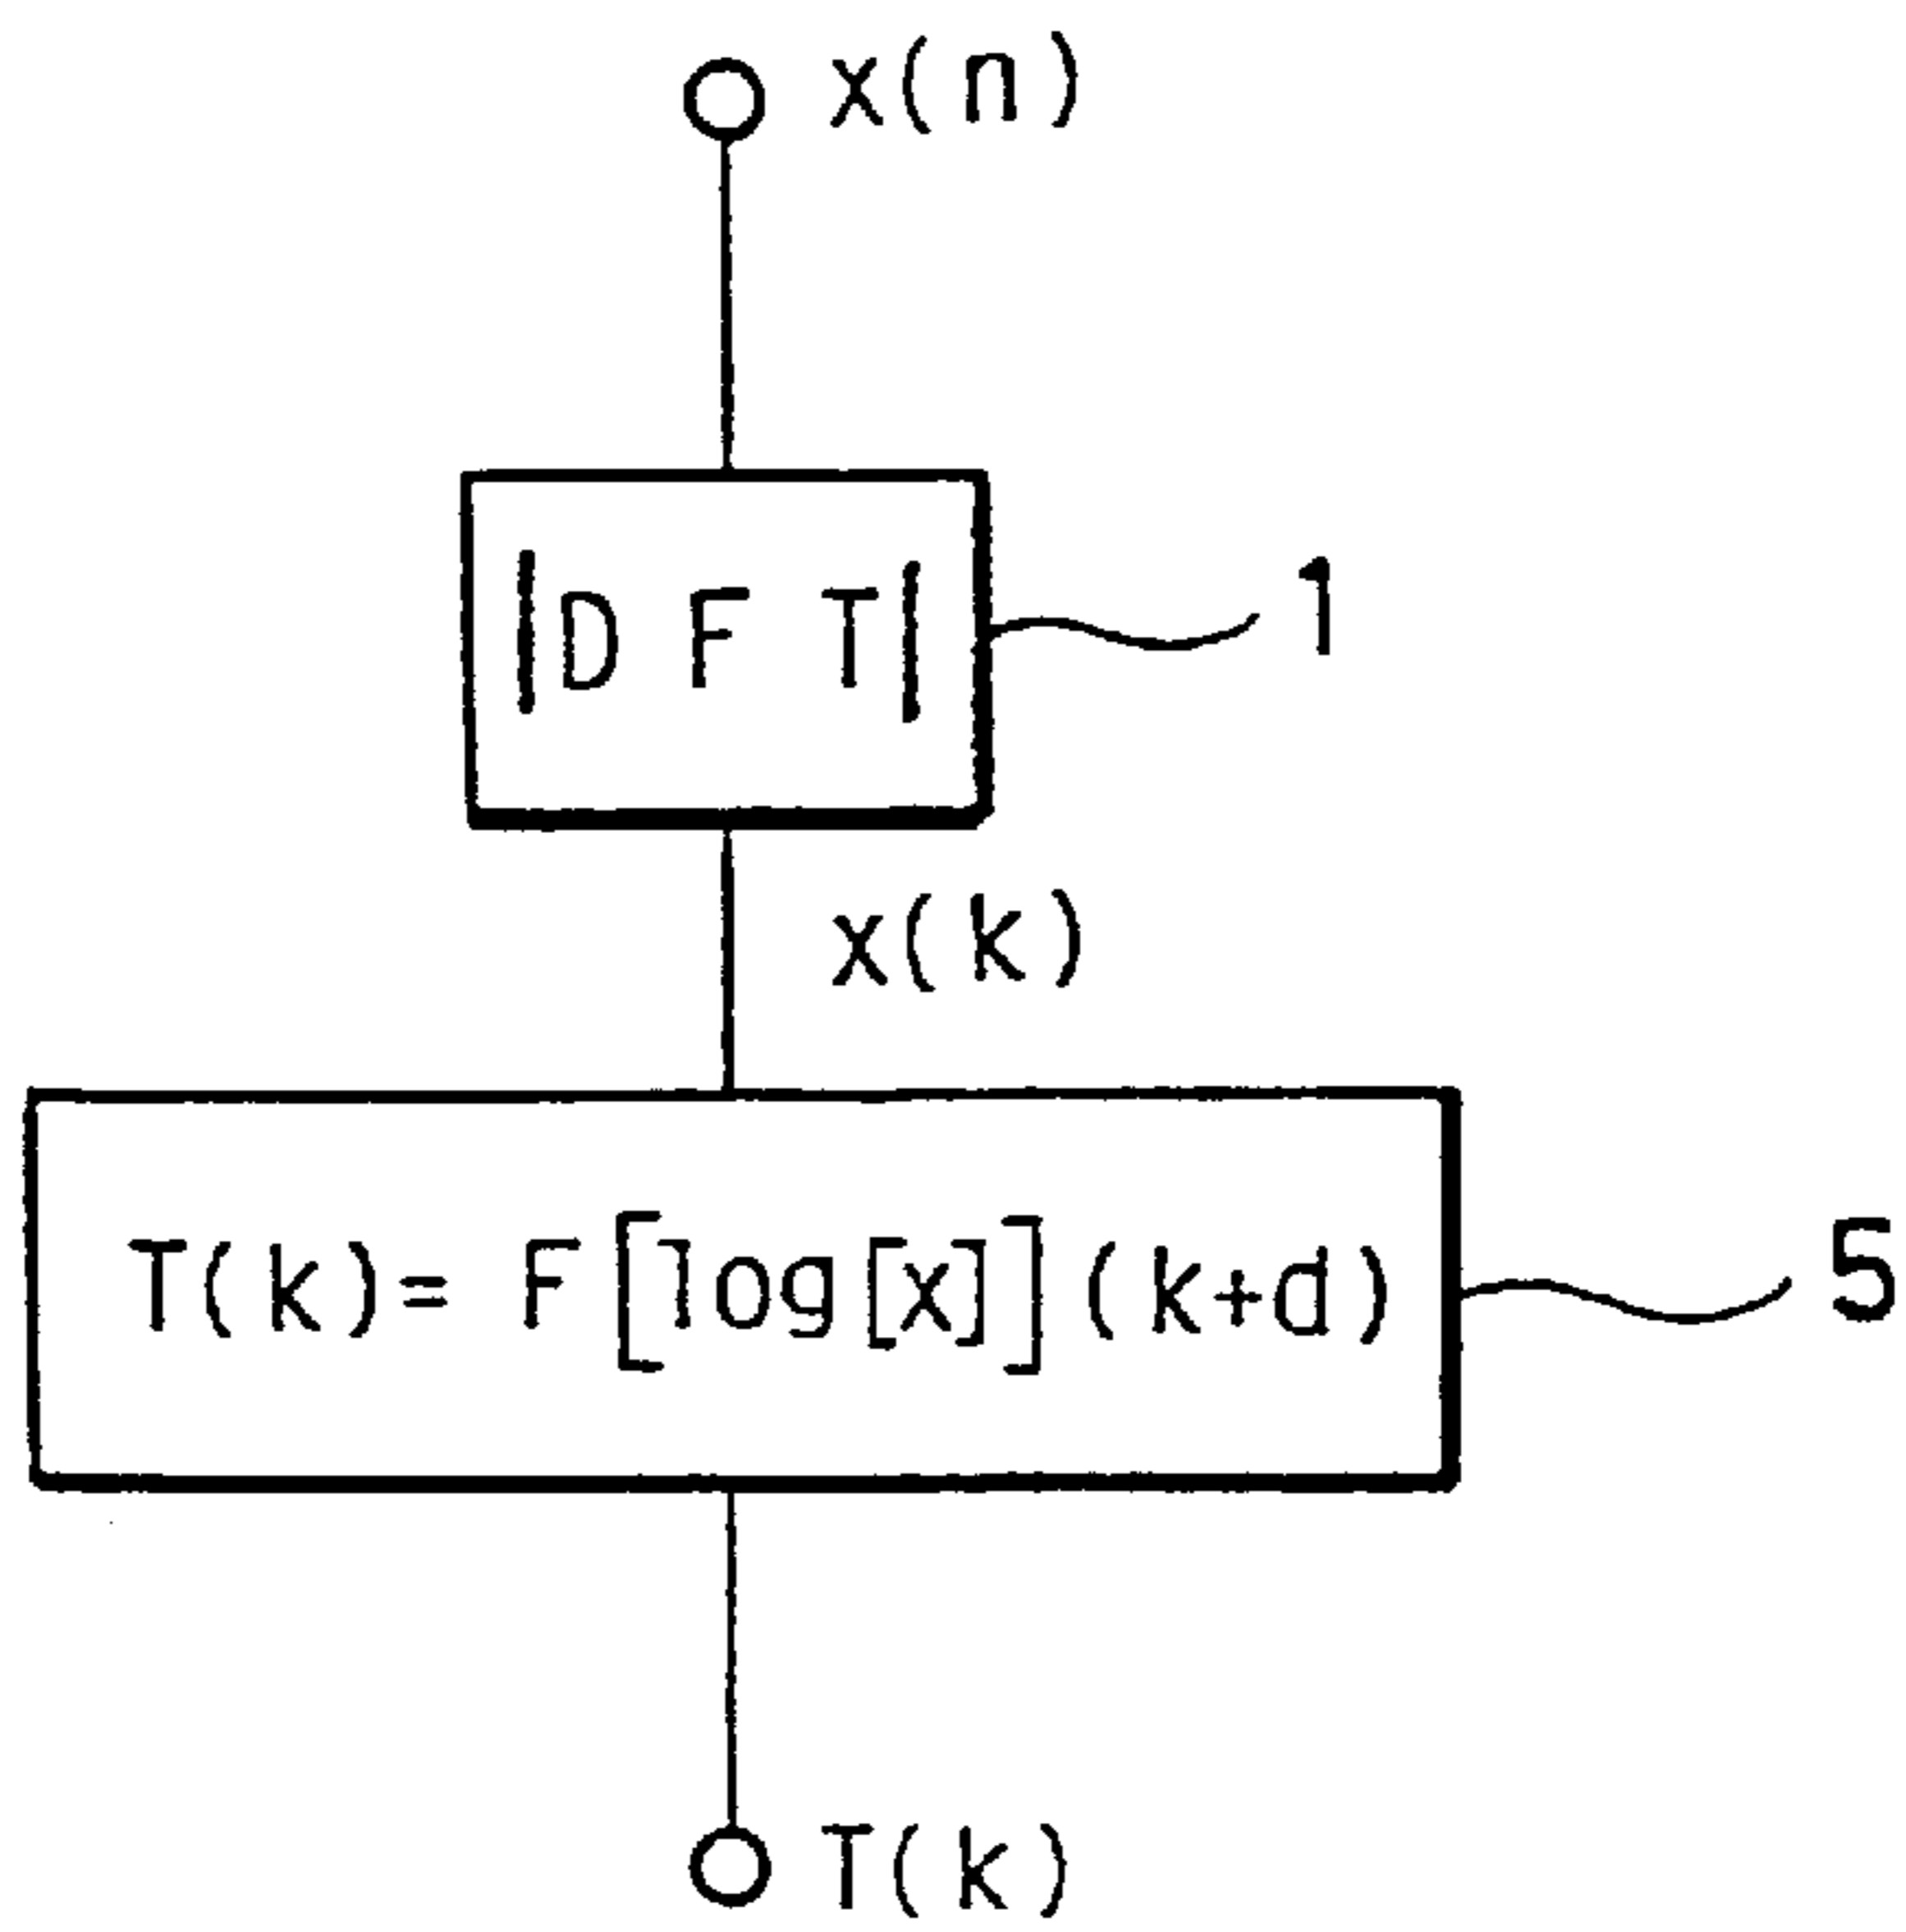 x(n)
|DFT| 1
x(k)
T(k)= F[log[x]](k+d) 5
T(k)